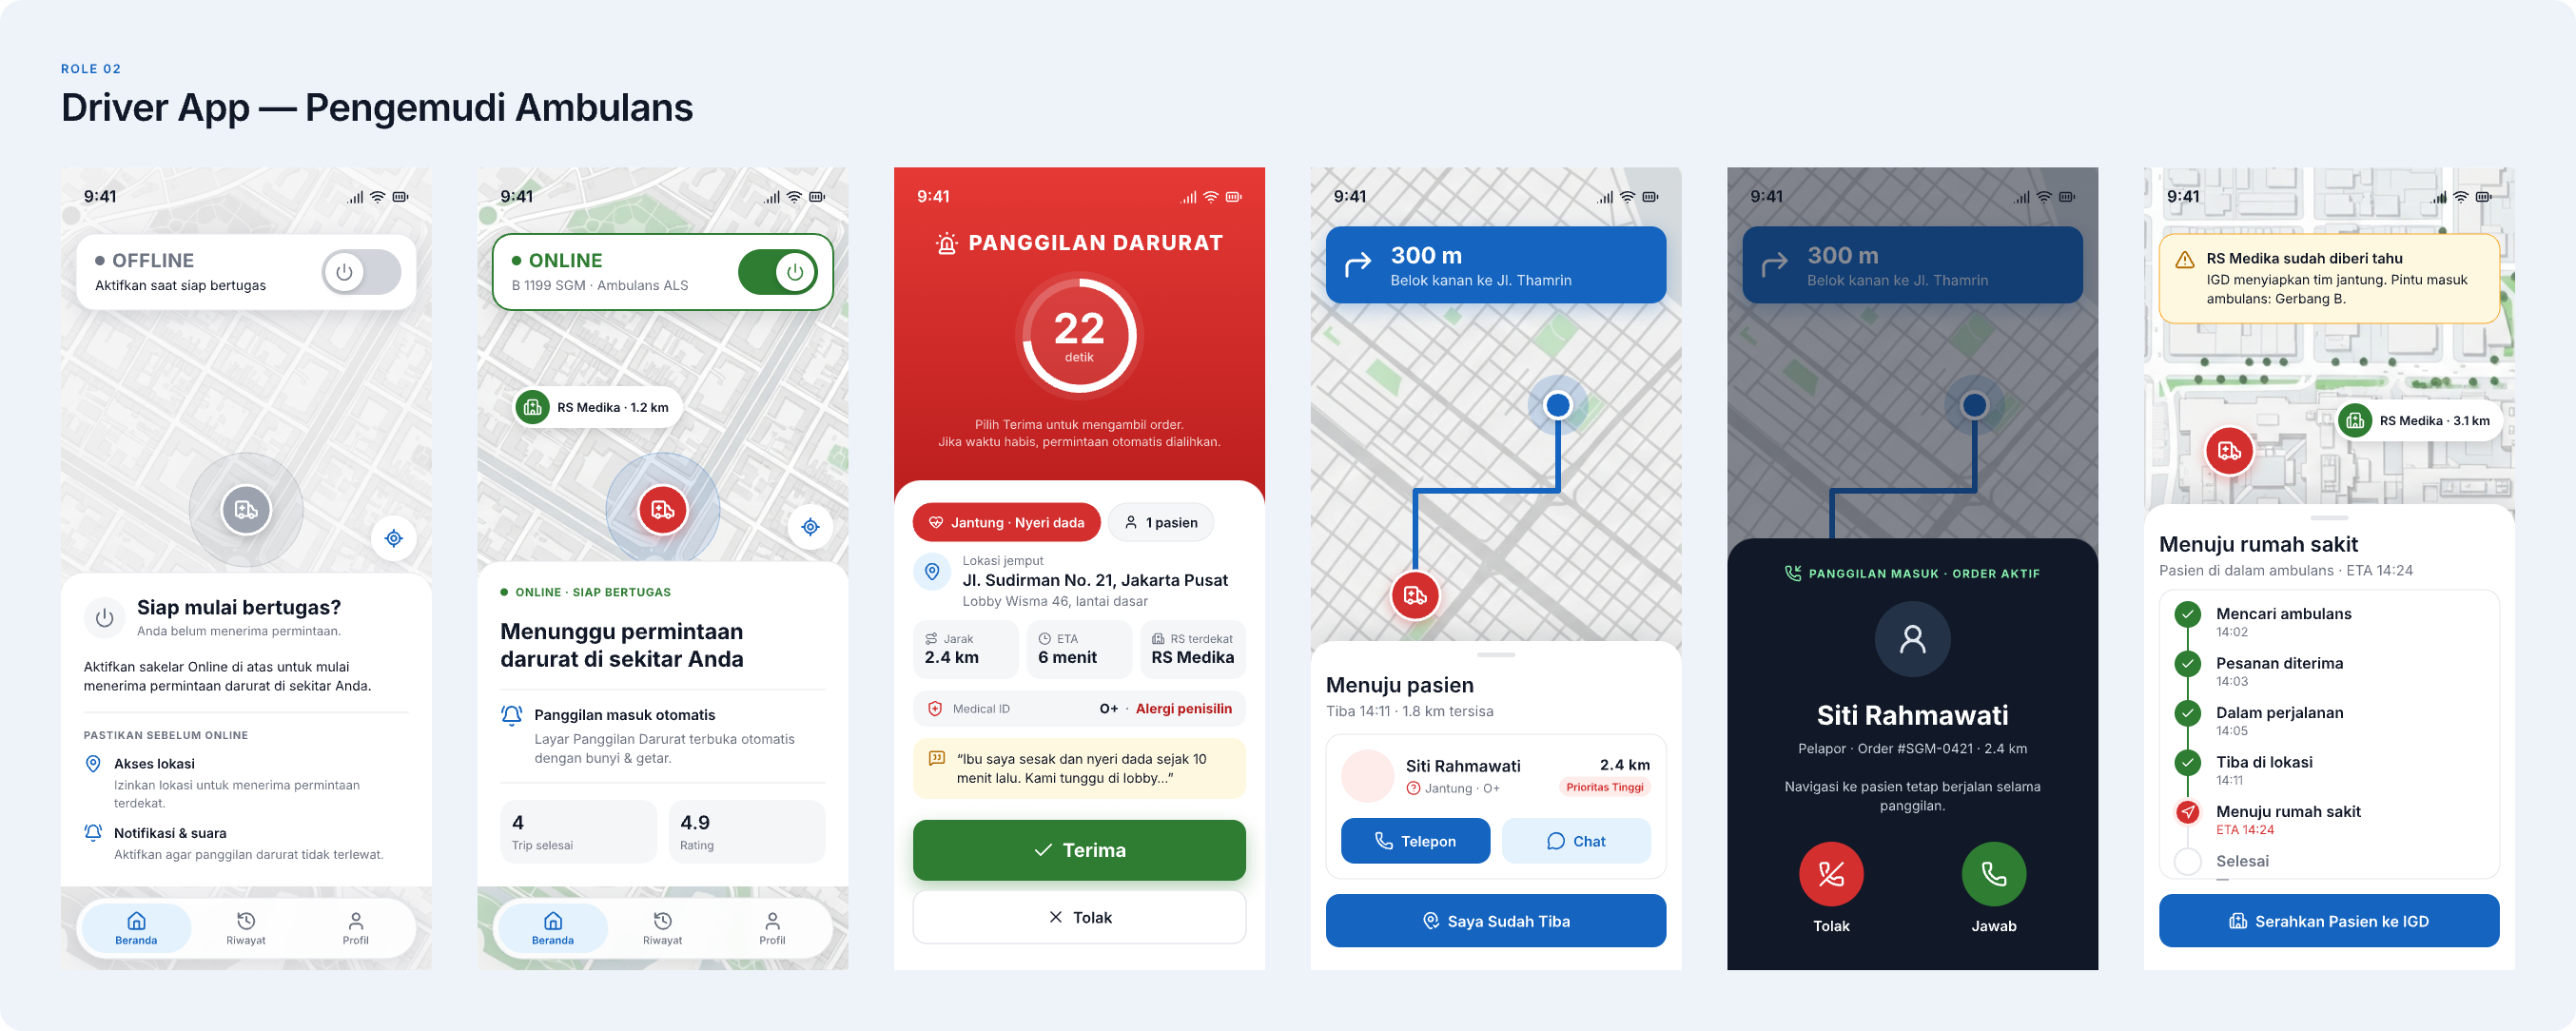 ROLE 02
Driver App — Pengemudi Ambulans
9:41
OFFLINE
Aktifkan saat siap bertugas
Siap mulai bertugas?
Anda belum menerima permintaan.
Aktifkan sakelar Online di atas untuk mulai
menerima permintaan darurat di sekitar Anda.
PASTIKAN SEBELUM ONLINE
Akses lokasi
Izinkan lokasi untuk menerima permintaan
terdekat.
Notifikasi & suara
Aktifkan agar panggilan darurat tidak terlewat.
Beranda
Riwayat
Profil
9:41
ONLINE
B 1199 SGM · Ambulans ALS
RS Medika · 1.2 km
ONLINE · SIAP BERTUGAS
Menunggu permintaan
darurat di sekitar Anda
Panggilan masuk otomatis
Layar Panggilan Darurat terbuka otomatis
dengan bunyi & getar.
4
Trip selesai
4.9
Rating
Beranda
Riwayat
Profil
9:41
PANGGILAN DARURAT
22
detik
Pilih Terima untuk mengambil order.
Jika waktu habis, permintaan otomatis dialihkan.
Jantung · Nyeri dada
1 pasien
Lokasi jemput
Jl. Sudirman No. 21, Jakarta Pusat
Lobby Wisma 46, lantai dasar
Jarak
2.4 km
ETA
6 menit
RS terdekat
RS Medika
Medical ID
O+ · Alergi penisilin
“Ibu saya sesak dan nyeri dada sejak 10
menit lalu. Kami tunggu di lobby…”
Terima
Tolak
9:41
300 m
Belok kanan ke Jl. Thamrin
Menuju pasien
Tiba 14:11 · 1.8 km tersisa
Siti Rahmawati
Jantung · O+
2.4 km
Prioritas Tinggi
Telepon
Chat
Saya Sudah Tiba
9:41
300 m
Belok kanan ke Jl. Thamrin
PANGGILAN MASUK · ORDER AKTIF
Siti Rahmawati
Pelapor · Order #SGM-0421 · 2.4 km
Navigasi ke pasien tetap berjalan selama
panggilan.
Tolak
Jawab
9:41
RS Medika sudah diberi tahu
IGD menyiapkan tim jantung. Pintu masuk
ambulans: Gerbang B.
RS Medika · 3.1 km
Menuju rumah sakit
Pasien di dalam ambulans · ETA 14:24
Mencari ambulans
14:02
Pesanan diterima
14:03
Dalam perjalanan
14:05
Tiba di lokasi
14:11
Menuju rumah sakit
ETA 14:24
Selesai
Serahkan Pasien ke IGD